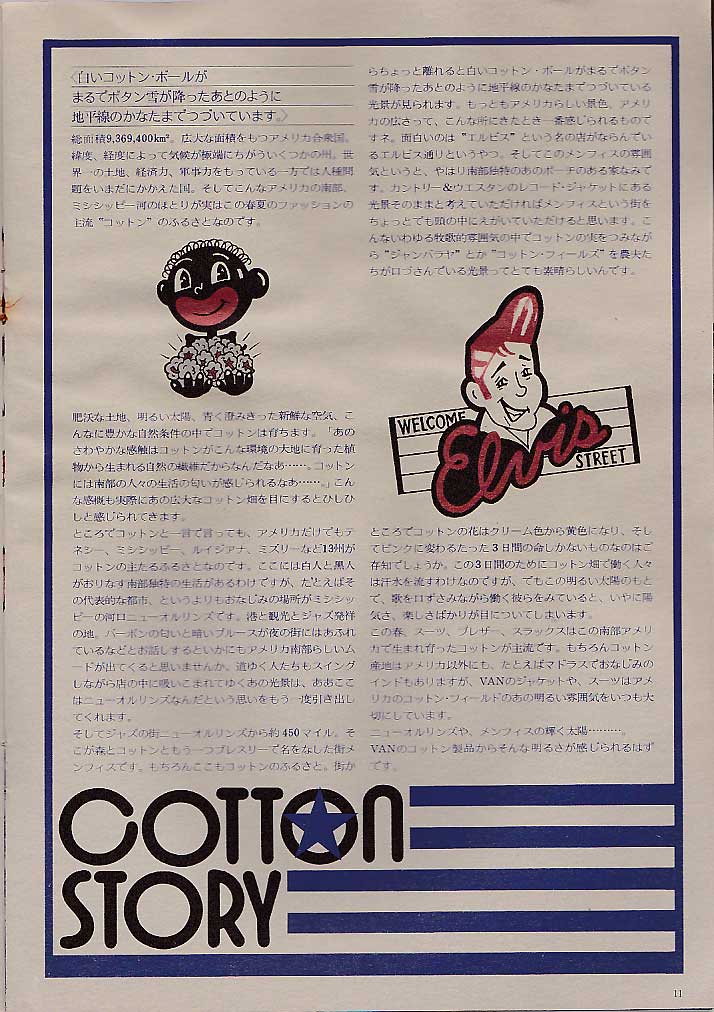 〈白いコットン・ボールが
まるでボタン雪が降ったあとのように
地平線のかなたまでつづいています。〉
総面積9,369,400km²。広大な面積をもつアメリカ合衆国。
緯度、経度によって気候が極端にちがういくつかの州。世
界一の土地、経済力、軍事力をもっている一方では人種問
題をいまだにかかえた国。そしてこんなアメリカの南部、
ミシシッピー河のほとりが実はこの春夏のファッションの
主流“コットン”のふるさとなのです。
肥沃な土地、明るい太陽、青く澄みきった新鮮な空気、こ
んなに豊かな自然条件の中でコットンは育ちます。「あの
さわやかな感触はコットンがこんな環境の大地に育った植
物から生まれる自然の繊維だからなんだなあ……。コットン
には南部の人々の生活の匂いが感じられるなあ……。」こん
な感慨も実際にあの広大なコットン畑を目にするとひしひ
しと感じられてきます。
ところでコットンと一言で言っても、アメリカだけでもテ
ネシー、ミシシッピー、ルイジアナ、ミズリーなど13州が
コットンの主たるふるさとなのです。ここには白人と黒人
がおりなす南部独特の生活があるわけですが、たとえばそ
の代表的な都市、というよりもおなじみの場所がミシシッ
ピーの河口ニューオルリンズです。港と観光とジャズ発祥
の地。バーボンの匂いと暗いブルースが夜の街にはあふれ
ているなどとお話しするといかにもアメリカ南部らしいム
ードが出てくると思いませんか。道ゆく人たちもスイング
しながら店の中に吸いこまれてゆくあの光景は、ああここ
はニューオルリンズなんだという思いをもう一度引き出し
てくれます。
そしてジャズの街ニューオルリンズから約450マイル。そ
こが森とコットンともう一つプレスリーで名をなした街メ
ンフィスです。もちろんここもコットンのふるさと。街か
らちょっと離れると白いコットン・ボールがまるでボタン
雪が降ったあとのように地平線のかなたまでつづいている
光景が見られます。もっともアメリカらしい景色、アメリ
カの広さって、こんな所にきたとき一番感じられるもので
すネ。面白いのは“エルビス”という名の店がならんでい
るエルビス通りというやつ。そしてこのメンフィスの雰囲
気というと、やはり南部独特のあのポーチのある家なみで
す。カントリー&ウエスタンのレコード・ジャケットにある
光景そのままと考えていただければメンフィスという街を
ちょっとでも頭の中にえがいていただけると思います。こ
んないわゆる牧歌的雰囲気の中でコットンの実をつみなが
ら“ジャンバラヤ”とか“コットン・フィールズ”を農夫た
ちが口づさんでいる光景ってとても素晴らしいんです。
WELCOME
Elvis
STREET
ところでコットンの花はクリーム色から黄色になり、そし
てピンクに変わるたった3日間の命しかないものなのはご
存知でしょうか。この3日間のためにコットン畑で働く人々
は汗水を流すわけなのですが、でもこの明るい太陽のもと
で、歌を口ずさみながら働く彼らをみていると、いやに陽
気さ、楽しさばかりが目についてしまいます。
この春、スーツ、ブレザー、スラックスはこの南部アメリ
カで生まれ育ったコットンが主流です。もちろんコットン
産地はアメリカ以外にも、たとえばマドラスでおなじみの
インドもありますが、VANのジャケットや、スーツはアメ
リカのコットン・フィールドのあの明るい雰囲気をいつも大
切にしています。
ニューオルリンズや、メンフィスの輝く太陽………。
VANのコットン製品からそんな明るさが感じられるはず
です。
COTTON
STORY
11